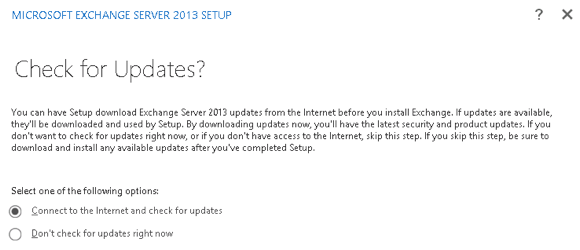 MICROSOFT EXCHANGE SERVER 2013 SETUP
? ×
Check for Updates?
You can have Setup download Exchange Server 2013 updates from the Internet before you install Exchange. If updates are available,
they'll be downloaded and used by Setup. By downloading updates now, you'll have the latest security and product updates. If you
don't want to check for updates right now, or if you don't have access to the Internet, skip this step. If you skip this step, be sure to
download and install any available updates after you've completed Setup.
Select one of the following options:
Connect to the Internet and check for updates
Don't check for updates right now